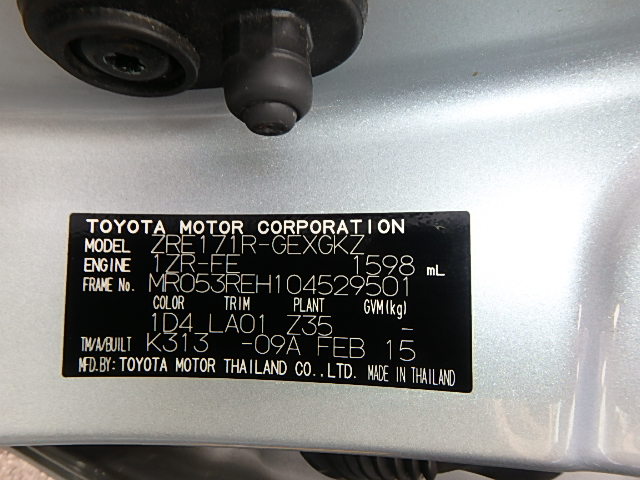 TOYOTA MOTOR CORPORATION
MODEL ZRE171R-GEXGKZ
ENGINE 1ZR-FE 1598 mL
FRAME No. MR053REH104529501
COLOR TRIM PLANT GVM(kg)
1D4 LA01 Z35 -
TM/A/BUILT K313 -09A FEB 15
MFD.BY: TOYOTA MOTOR THAILAND CO.,LTD. MADE IN THAILAND